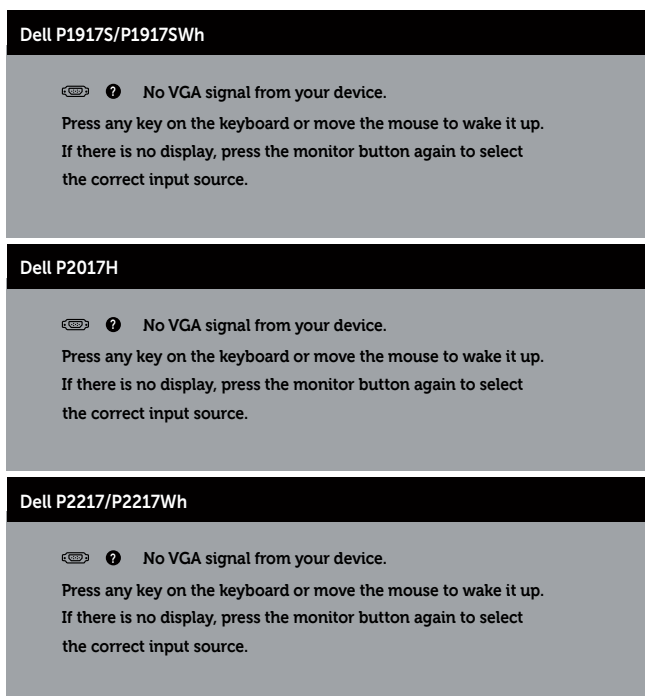 Dell P1917S/P1917SWh
No VGA signal from your device.
Press any key on the keyboard or move the mouse to wake it up.
If there is no display, press the monitor button again to select
the correct input source.
Dell P2017H
No VGA signal from your device.
Press any key on the keyboard or move the mouse to wake it up.
If there is no display, press the monitor button again to select
the correct input source.
Dell P2217/P2217Wh
No VGA signal from your device.
Press any key on the keyboard or move the mouse to wake it up.
If there is no display, press the monitor button again to select
the correct input source.